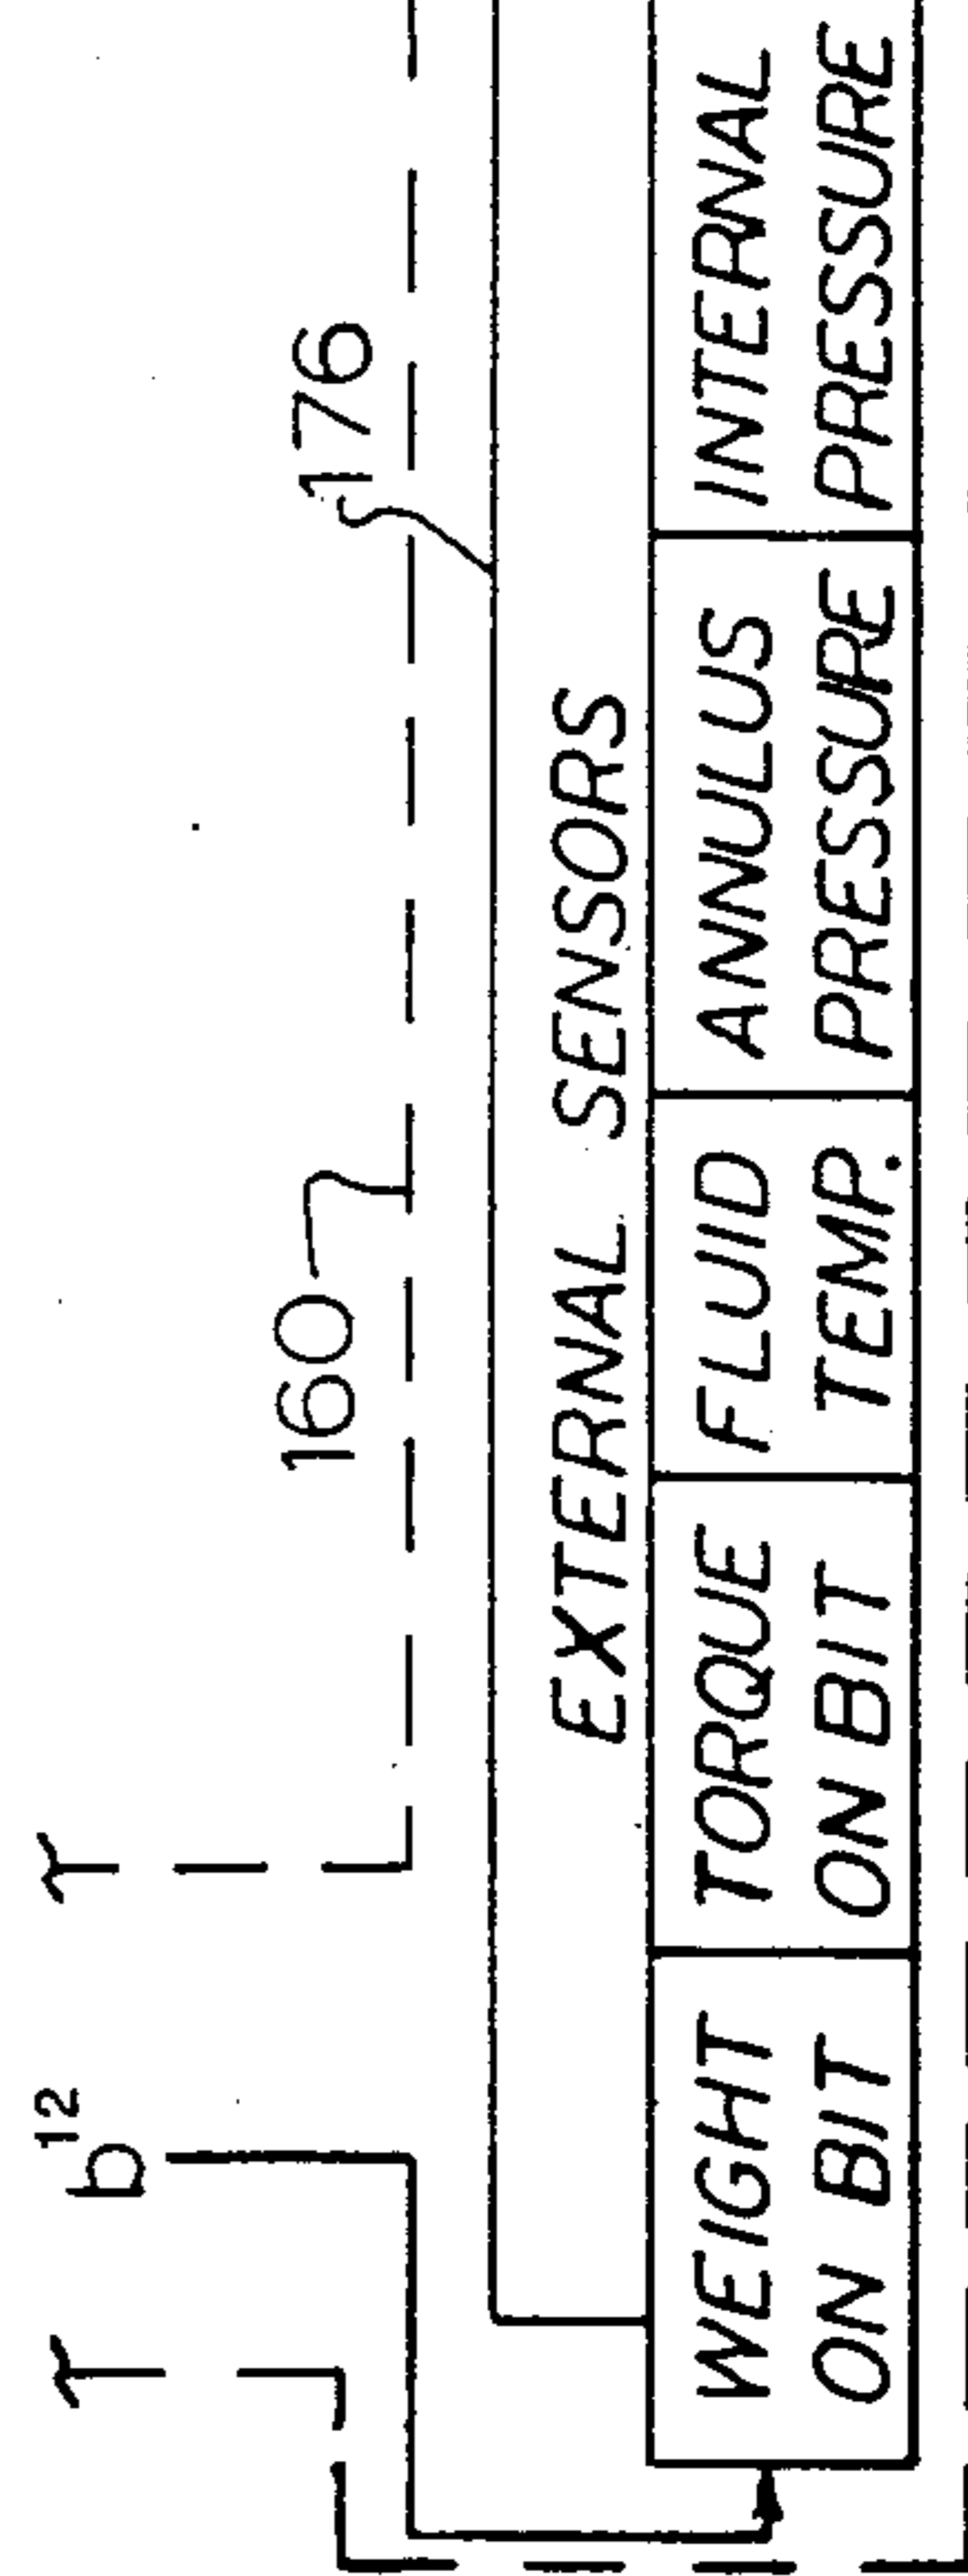 b12
160
176
EXTERNAL SENSORS
WEIGHT
ON BIT
TORQUE
ON BIT
FLUID
TEMP.
ANNULUS
PRESSURE
INTERNAL
PRESSURE